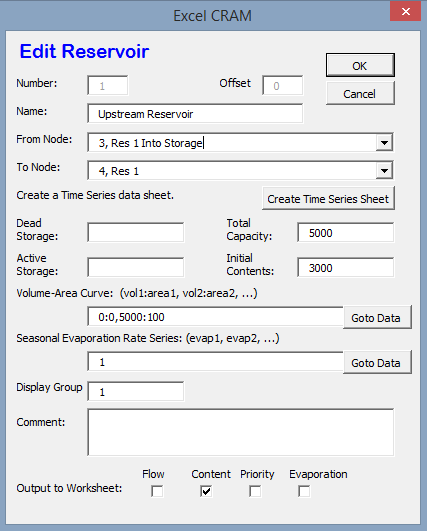 Excel CRAM
Edit Reservoir
OK
Number: 1 Offset 0
Cancel
Name: Upstream Reservoir
From Node: 3, Res 1 Into Storage
To Node: 4, Res 1
Create a Time Series data sheet. Create Time Series Sheet
Dead Storage: Total Capacity: 5000
Active Storage: Initial Contents: 3000
Volume-Area Curve: (vol1:area1, vol2:area2, ...)
0:0,5000:100 Goto Data
Seasonal Evaporation Rate Series: (evap1, evap2, ...)
1 Goto Data
Display Group 1
Comment:
Flow Content Priority Evaporation
Output to Worksheet: